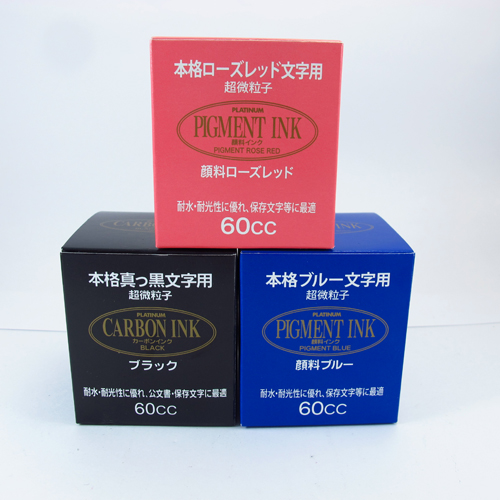 本格ローズレッド文字用
超微粒子
PLATINUM
PIGMENT INK
顔料インク
PIGMENT ROSE RED
顔料ローズレッド
耐水・耐光性に優れ、保存文字等に最適
60CC
CARBON INK
本格真っ黒文字用
超微粒子
PLATINUM
CARBON INK
カーボンインク
BLACK
ブラック
耐水・耐光性に優れ、公文書・保存文字に最適
60CC
PIGMENT INK
本格ブルー文字用
超微粒子
PLATINUM
PIGMENT INK
顔料インク
PIGMENT BLUE
顔料ブルー
耐水・耐光性に優れ、保存文字等に最適
60CC